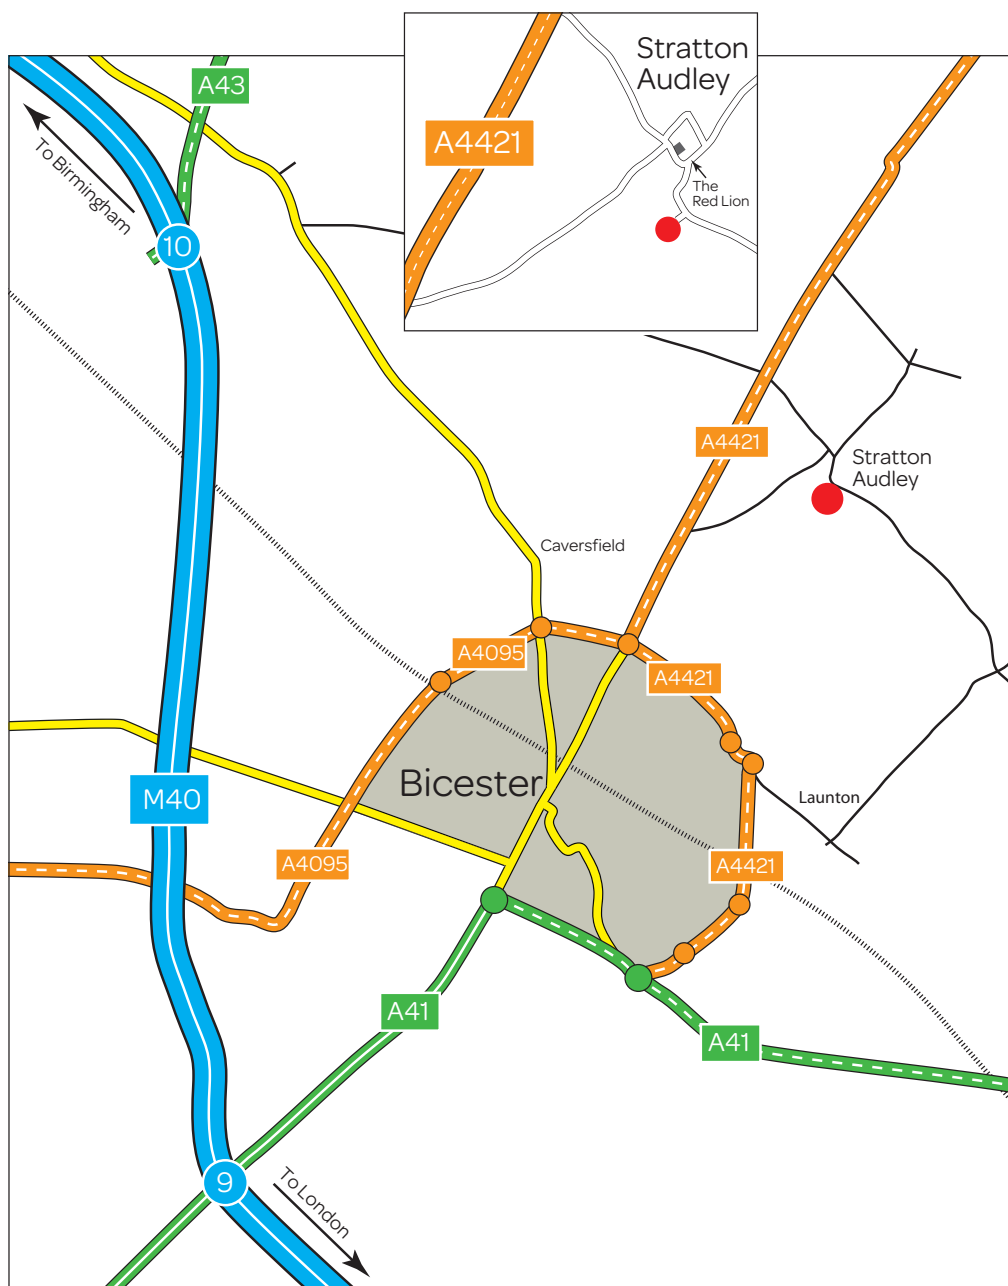 Stratton
Audley
A43
A4421
To Birmingham
The
Red Lion
10
A4421
Stratton
Audley
Caversfield
A4095
A4421
Bicester
M40
Launton
A4095
A4421
A41
A41
9
To London